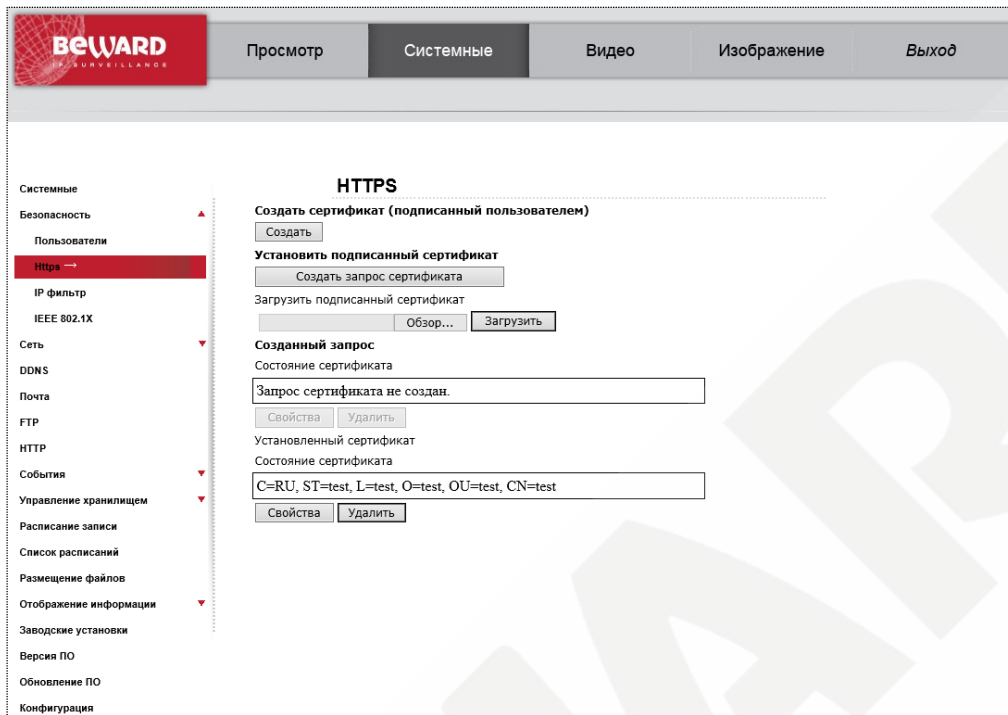 BEWARD
IP SURVEILLANCE
Просмотр
Системные
Видео
Изображение
Выход
Системные
Безопасность
Пользователи
Https →
IP фильтр
IEEE 802.1X
Сеть
DDNS
Почта
FTP
HTTP
События
Управление хранилищем
Расписание записи
Список расписаний
Размещение файлов
Отображение информации
Заводские установки
Версия ПО
Обновление ПО
Конфигурация
HTTPS
Создать сертификат (подписанный пользователем)
Создать
Установить подписанный сертификат
Создать запрос сертификата
Загрузить подписанный сертификат
Обзор... Загрузить
Созданный запрос
Состояние сертификата
Запрос сертификата не создан.
Свойства Удалить
Установленный сертификат
Состояние сертификата
C=RU, ST=test, L=test, O=test, OU=test, CN=test
Свойства Удалить